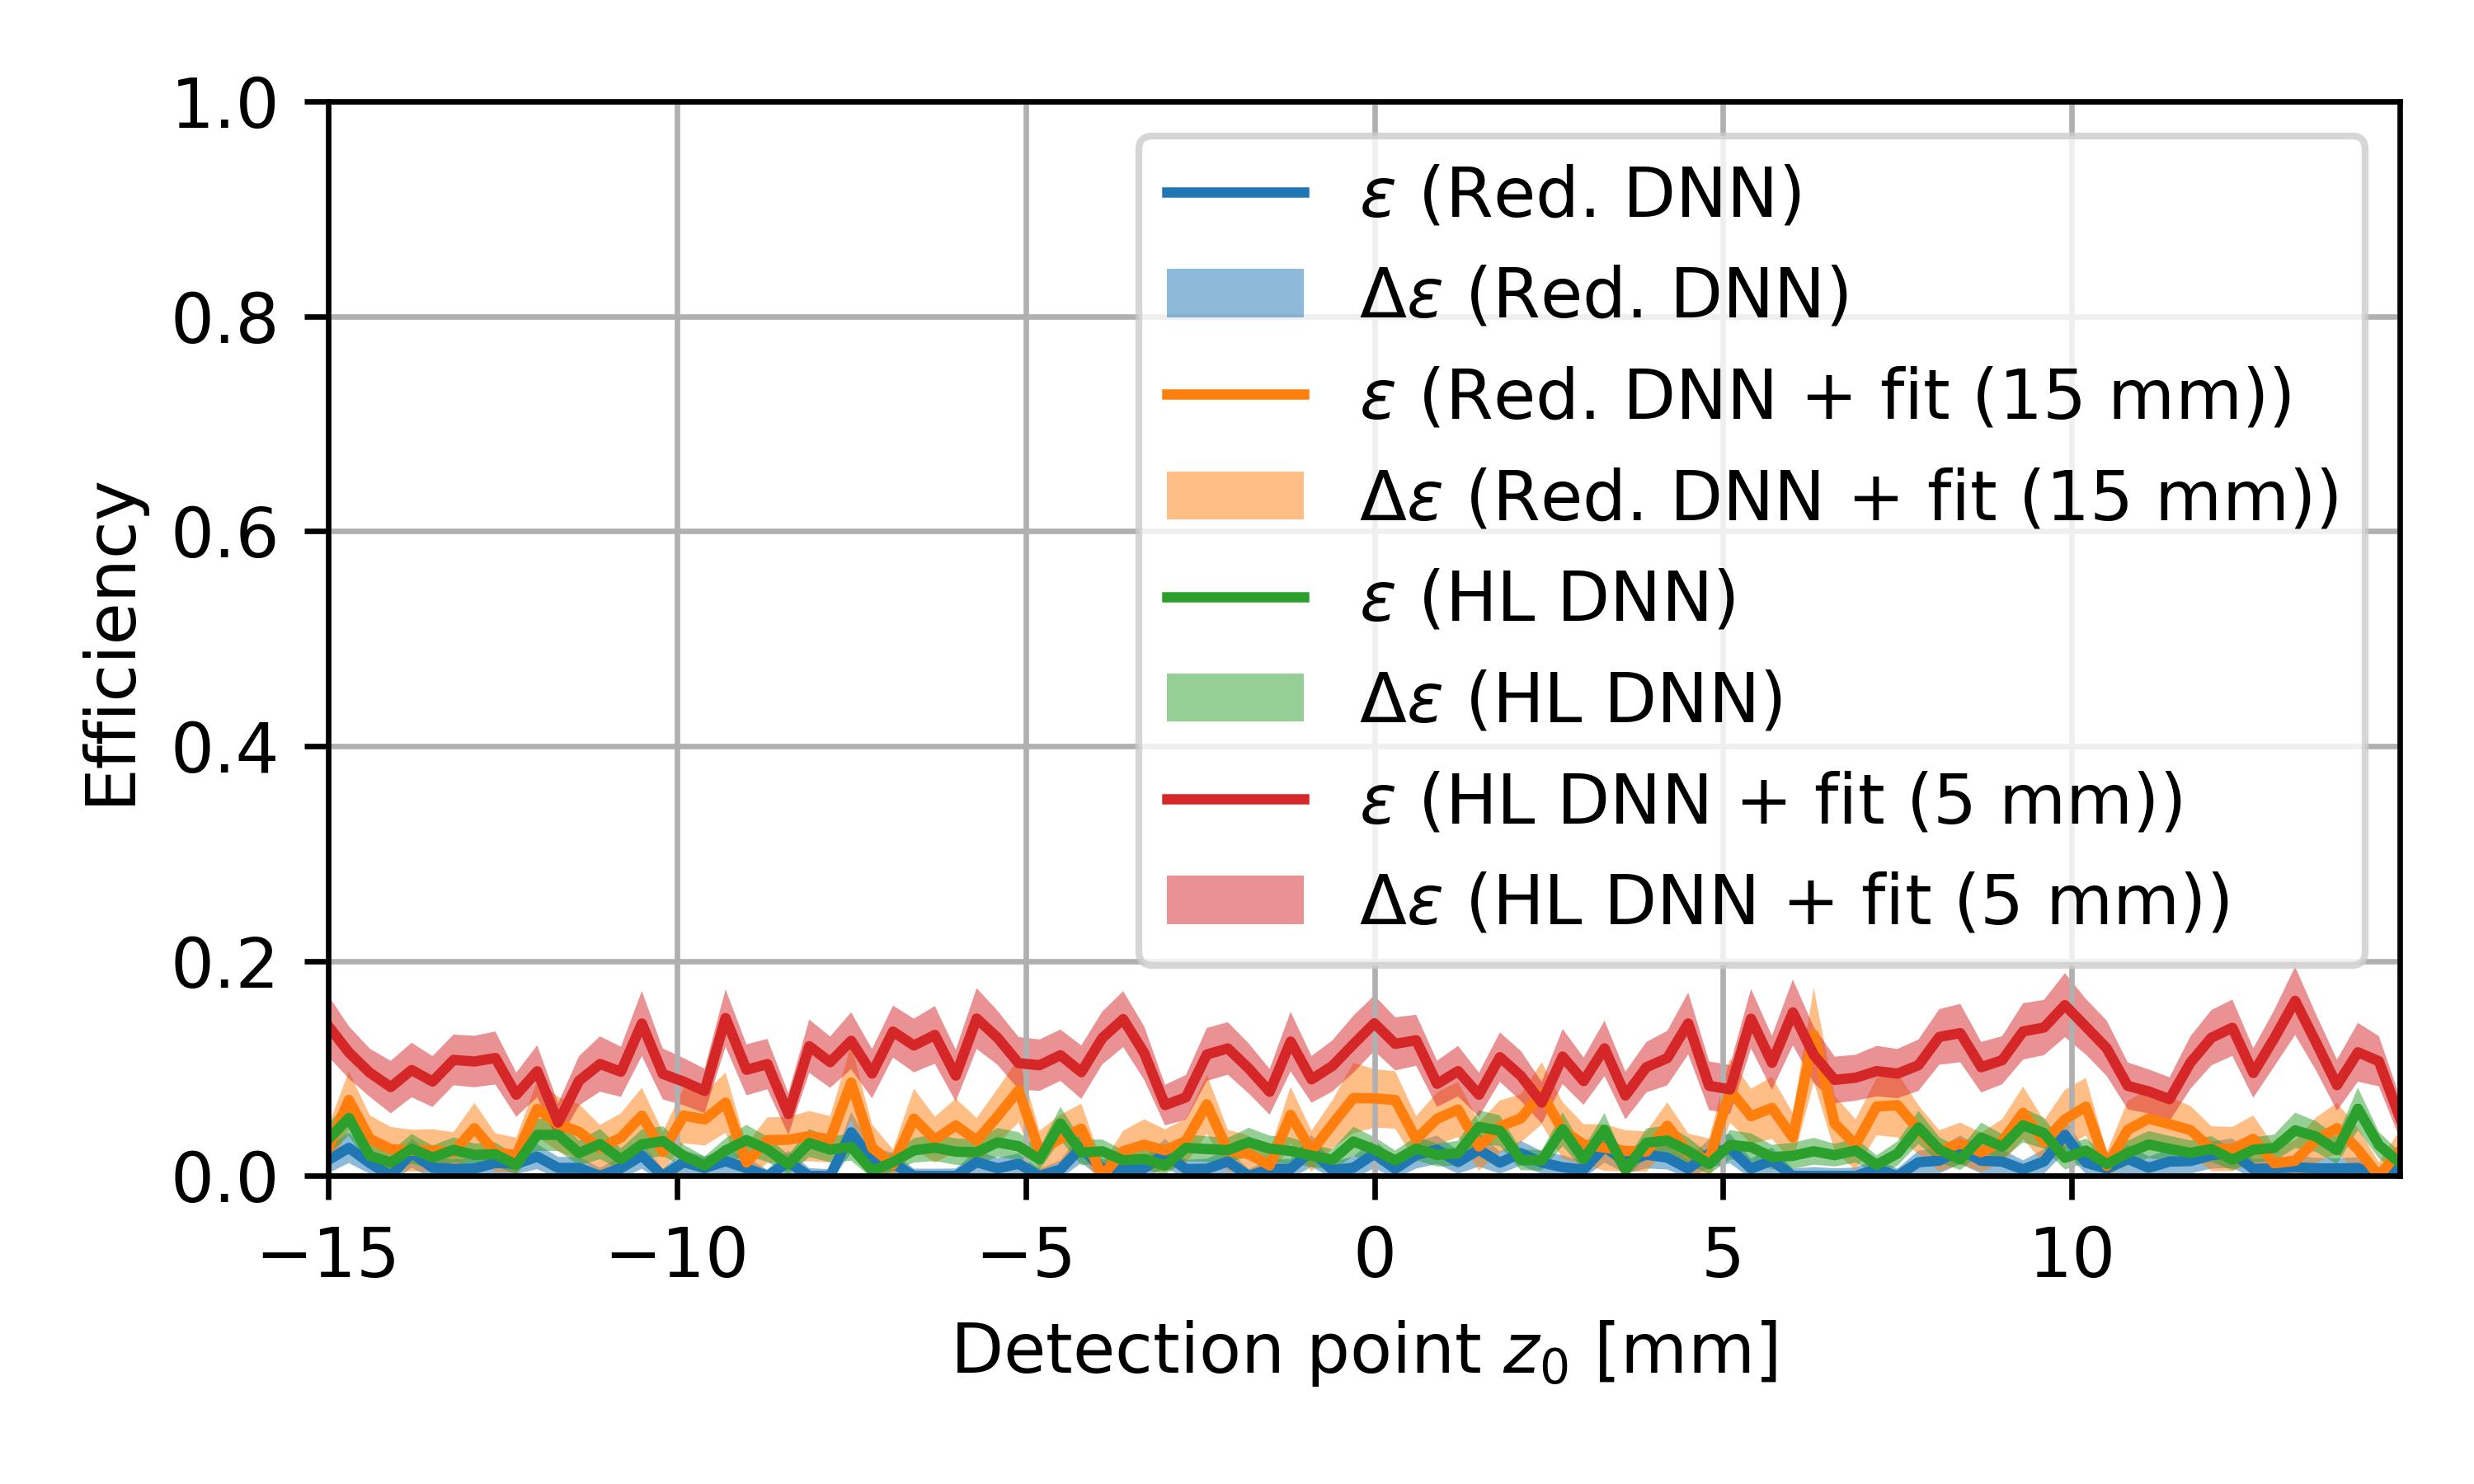 1.0
0.8
0.6
0.4
0.2
0.0
Efficiency
ε (Red. DNN)
Δε (Red. DNN)
ε (Red. DNN + fit (15 mm))
Δε (Red. DNN + fit (15 mm))
ε (HL DNN)
Δε (HL DNN)
ε (HL DNN + fit (5 mm))
Δε (HL DNN + fit (5 mm))
−15 −10 −5 0 5 10
Detection point z₀ [mm]